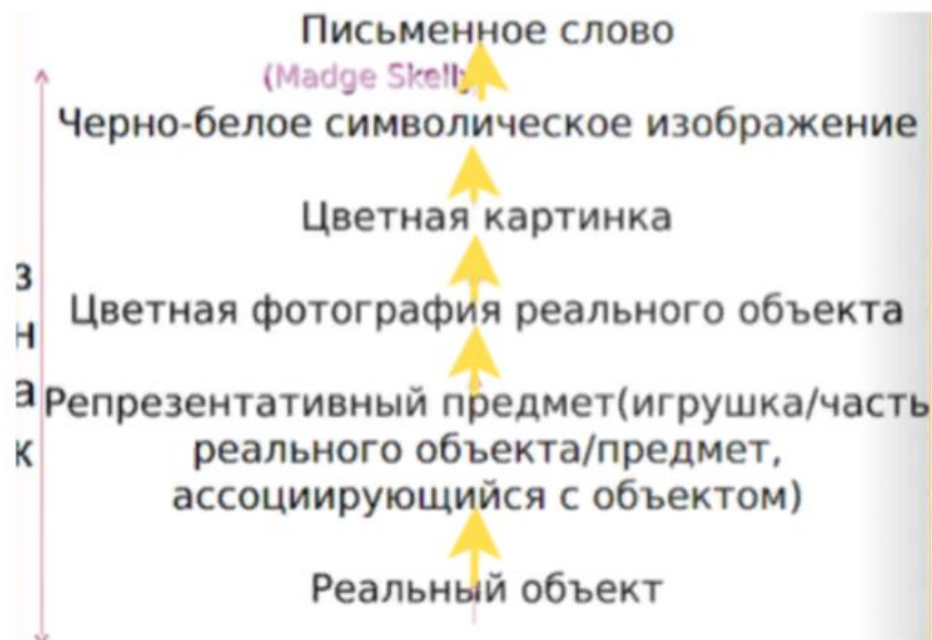 Письменное слово
(Madge Skelly
Черно-белое символическое изображение
Цветная картинка
Цветная фотография реального объекта
Репрезентативный предмет(игрушка/часть
реального объекта/предмет,
ассоциирующийся с объектом)
Реальный объект
знак